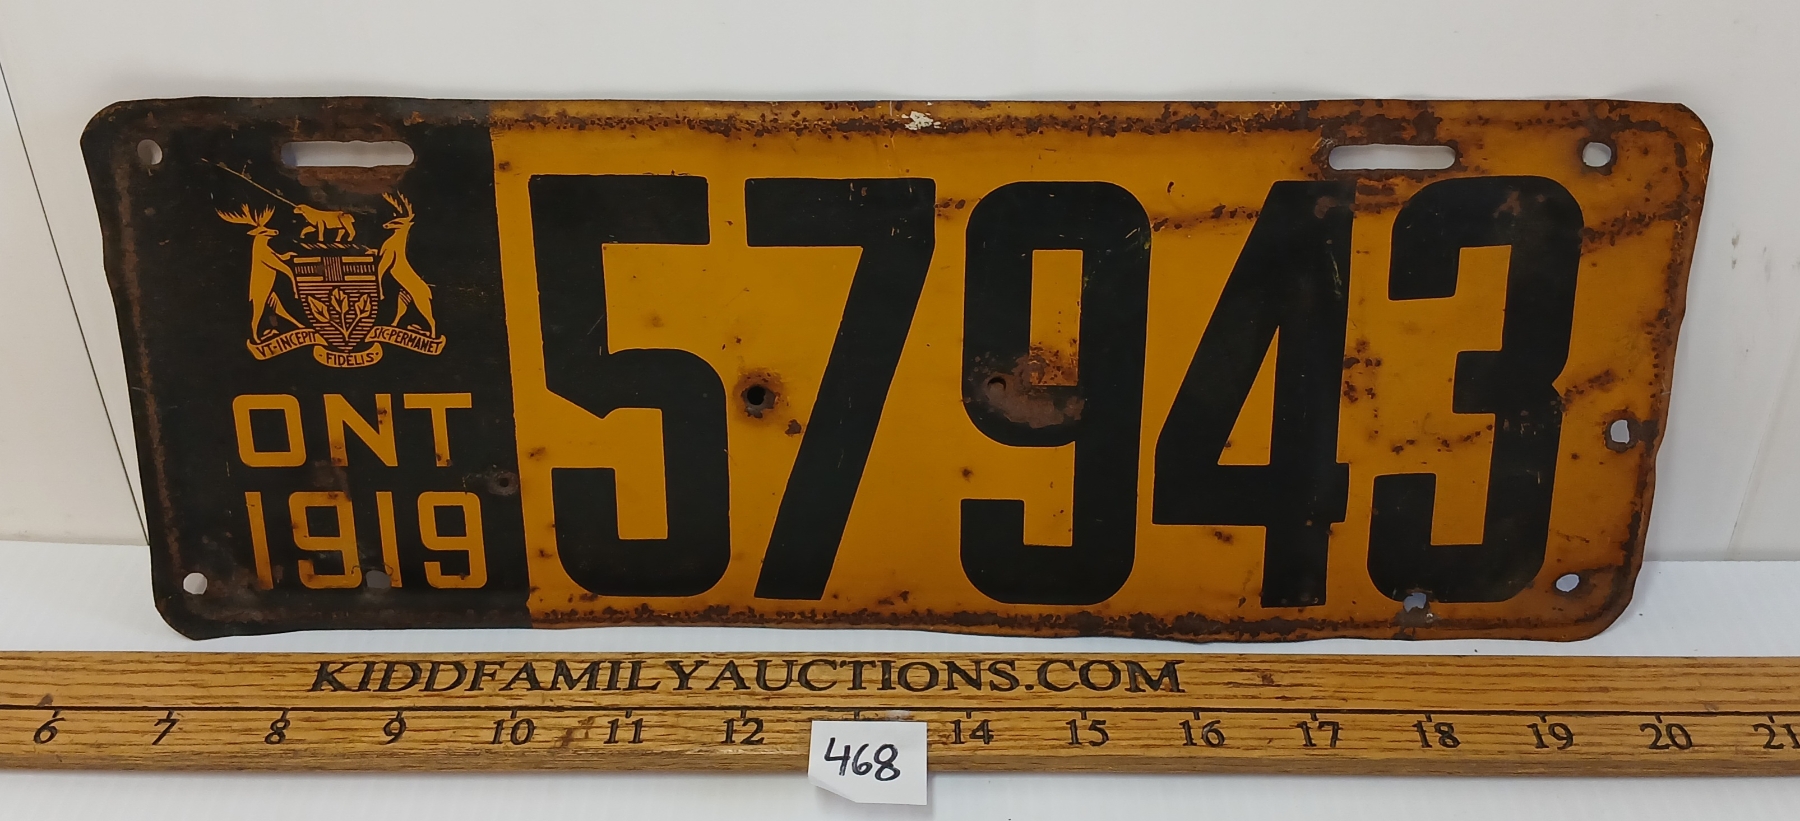 57943
VT·INCEPIT SIC·PERMANET
·FIDELIS·
ONT
1919
KIDDFAMILYAUCTIONS.COM
6 7 8 9 10 11 12 14 15 16 17 18 19 20 21
468